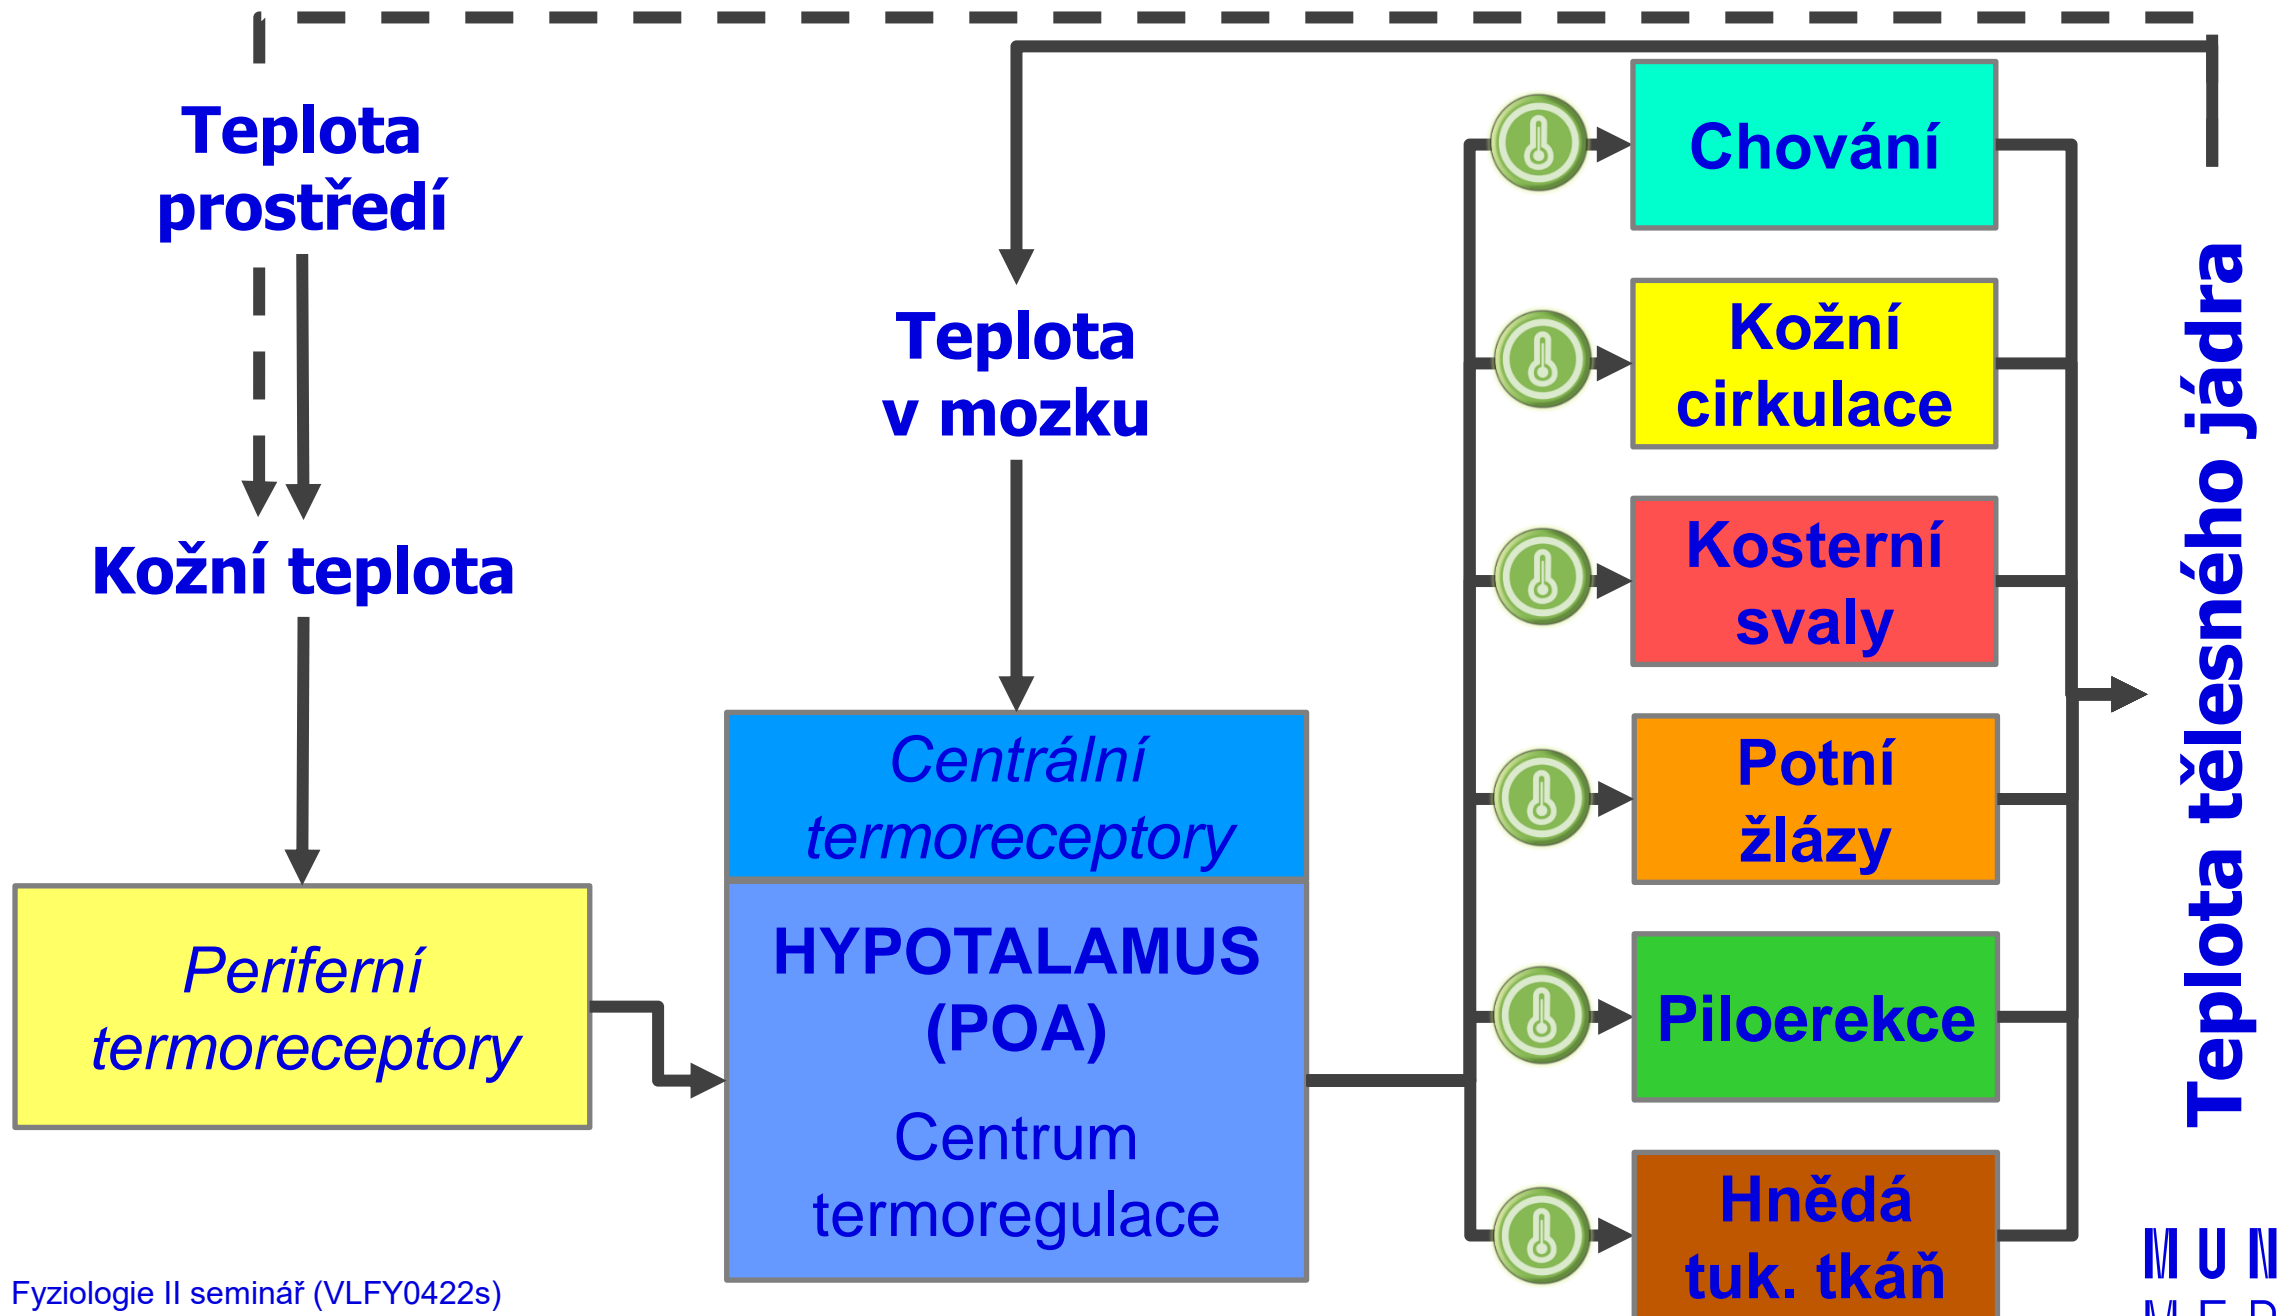 Teplota
prostředí
Kožní teplota
Periferní
termoreceptory
Teplota
v mozku
Centrální
termoreceptory
HYPOTALAMUS
(POA)
Centrum
termoregulace
Chování
Kožní
cirkulace
Kosterní
svaly
Potní
žlázy
Piloerekce
Hnědá
tuk. tkáň
Teplota tělesného jádra
Fyziologie II seminář (VLFY0422s)
MUN
MED